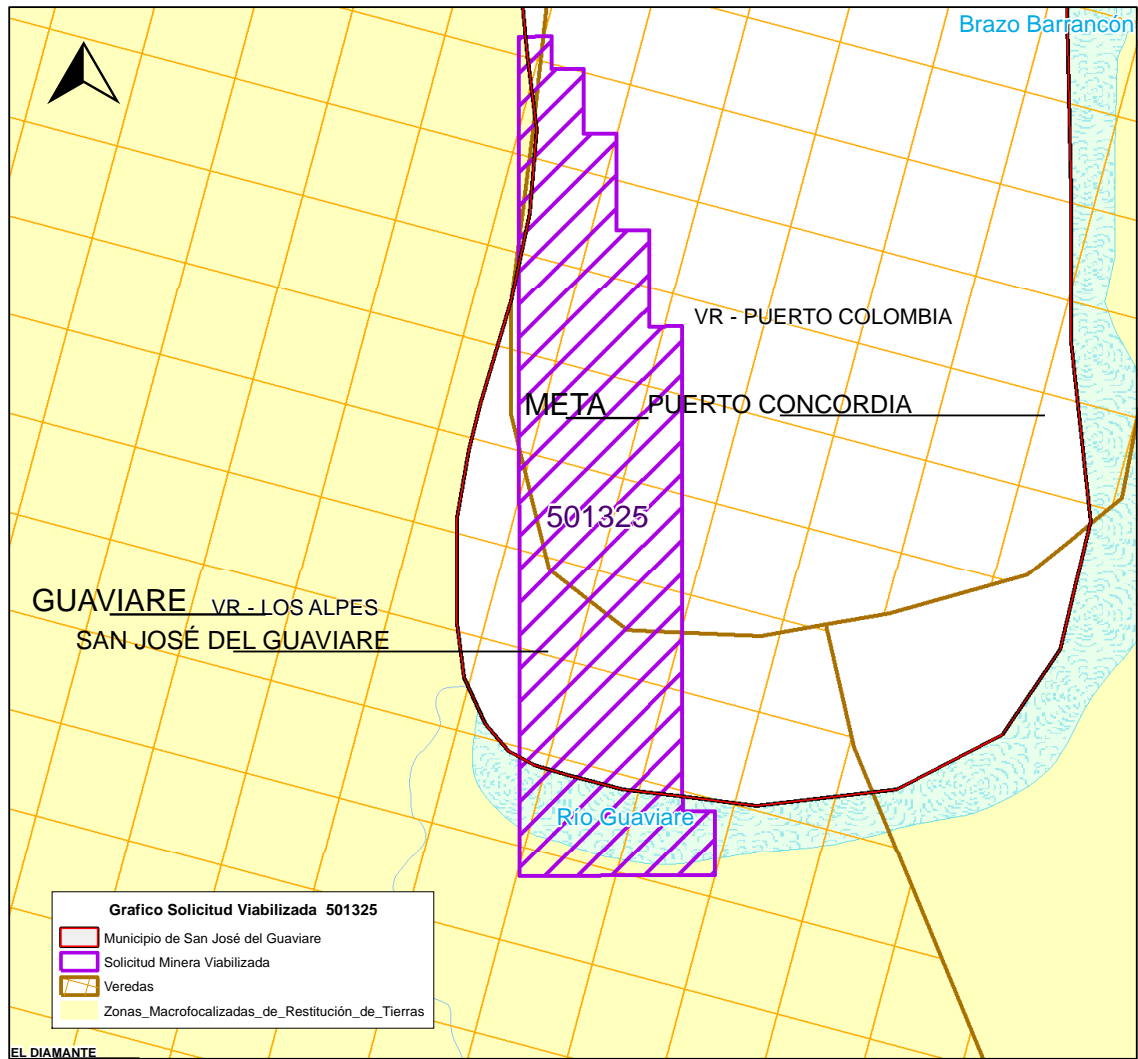 Brazo Barrancón
VR - PUERTO COLOMBIA
META PUERTO CONCORDIA
501325
GUAVIARE VR - LOS ALPES
SAN JOSÉ DEL GUAVIARE
Río Guaviare
Grafico Solicitud Viabilizada 501325
Municipio de San José del Guaviare
Solicitud Minera Viabilizada
Veredas
Zonas_Macrofocalizadas_de_Restitución_de_Tierras
EL DIAMANTE